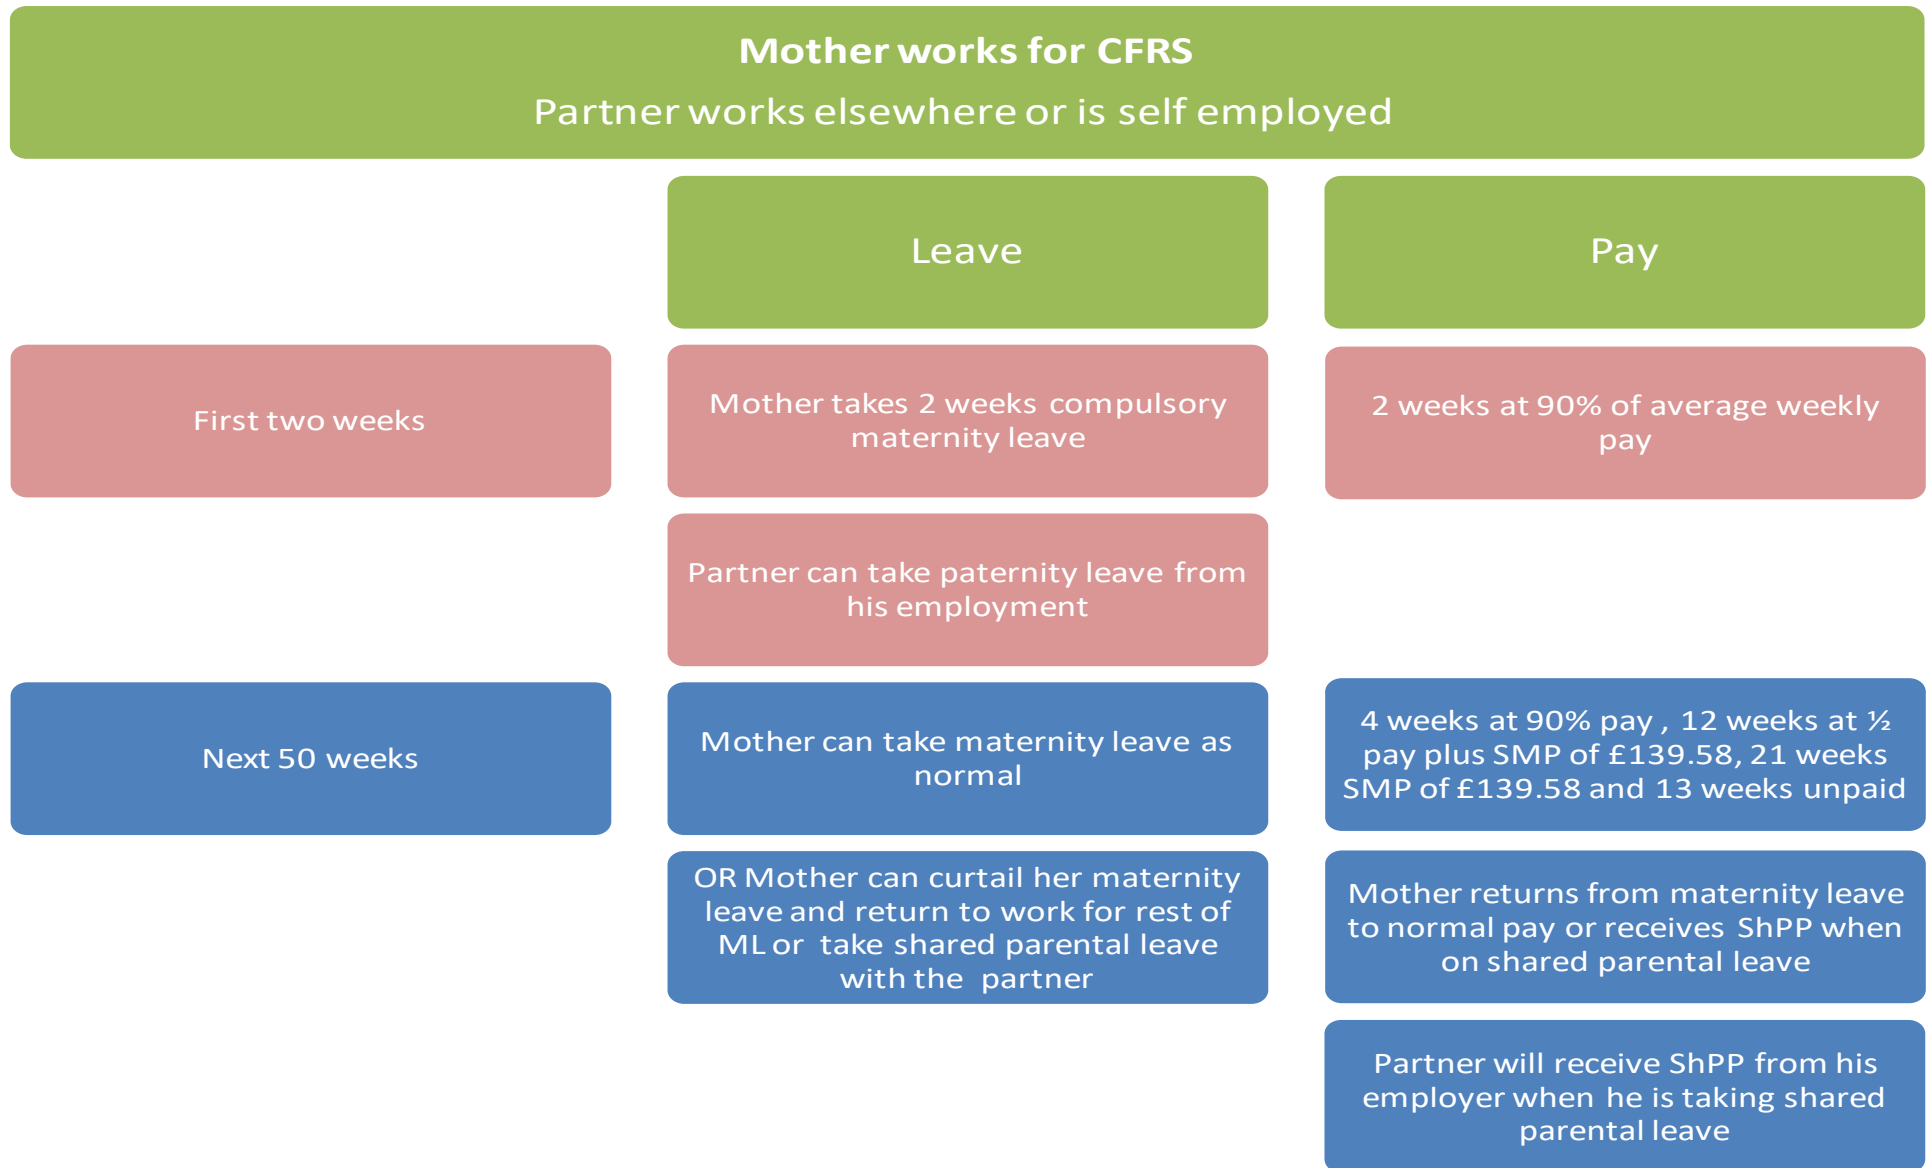 Mother works for CFRS
Partner works elsewhere or is self employed
Leave
Pay
First two weeks
Mother takes 2 weeks compulsory
maternity leave
2 weeks at 90% of average weekly
pay
Partner can take paternity leave from
his employment
Next 50 weeks
Mother can take maternity leave as
normal
4 weeks at 90% pay , 12 weeks at ½
pay plus SMP of £139.58, 21 weeks
SMP of £139.58 and 13 weeks unpaid
OR Mother can curtail her maternity
leave and return to work for rest of
ML or take shared parental leave
with the partner
Mother returns from maternity leave
to normal pay or receives ShPP when
on shared parental leave
Partner will receive ShPP from his
employer when he is taking shared
parental leave